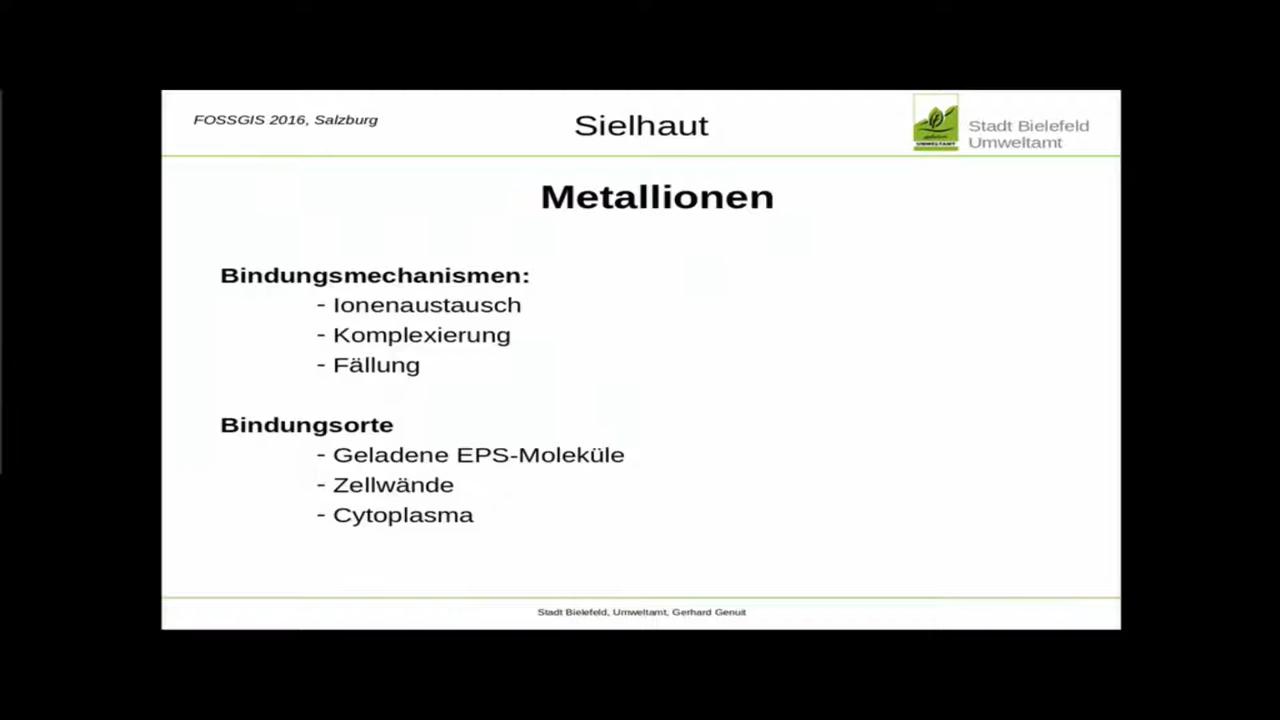 FOSSGIS 2016, Salzburg
Sielhaut
Stadt Bielefeld
Umweltamt
UMWELTAMT
Metallionen
Bindungsmechanismen:
- Ionenaustausch
- Komplexierung
- Fällung
Bindungsorte
- Geladene EPS-Moleküle
- Zellwände
- Cytoplasma
Stadt Bielefeld, Umweltamt, Gerhard Genuit